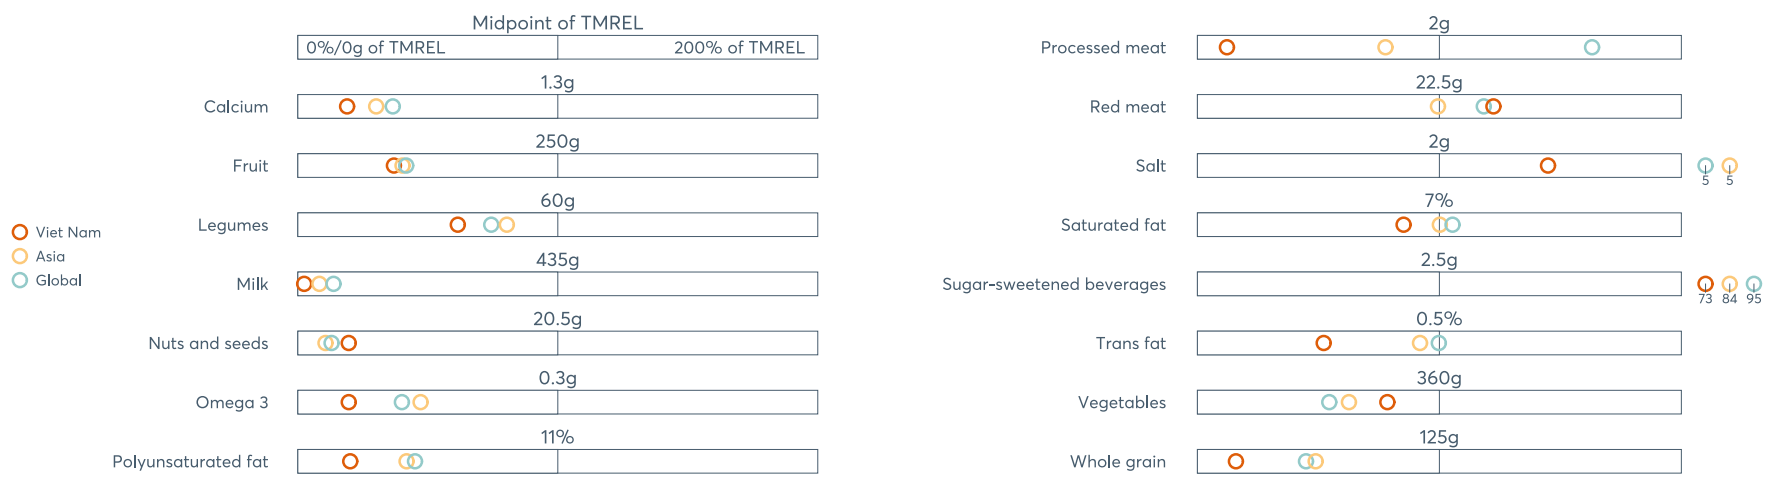 Midpoint of TMREL
0%/0g of TMREL
200% of TMREL
1.3g
Calcium
250g
Fruit
60g
Legumes
435g
Milk
20.5g
Nuts and seeds
0.3g
Omega 3
11%
Polyunsaturated fat
Viet Nam
Asia
Global
2g
Processed meat
22.5g
Red meat
2g
Salt
5 5
7%
Saturated fat
2.5g
Sugar-sweetened beverages
73 84 95
0.5%
Trans fat
360g
Vegetables
125g
Whole grain